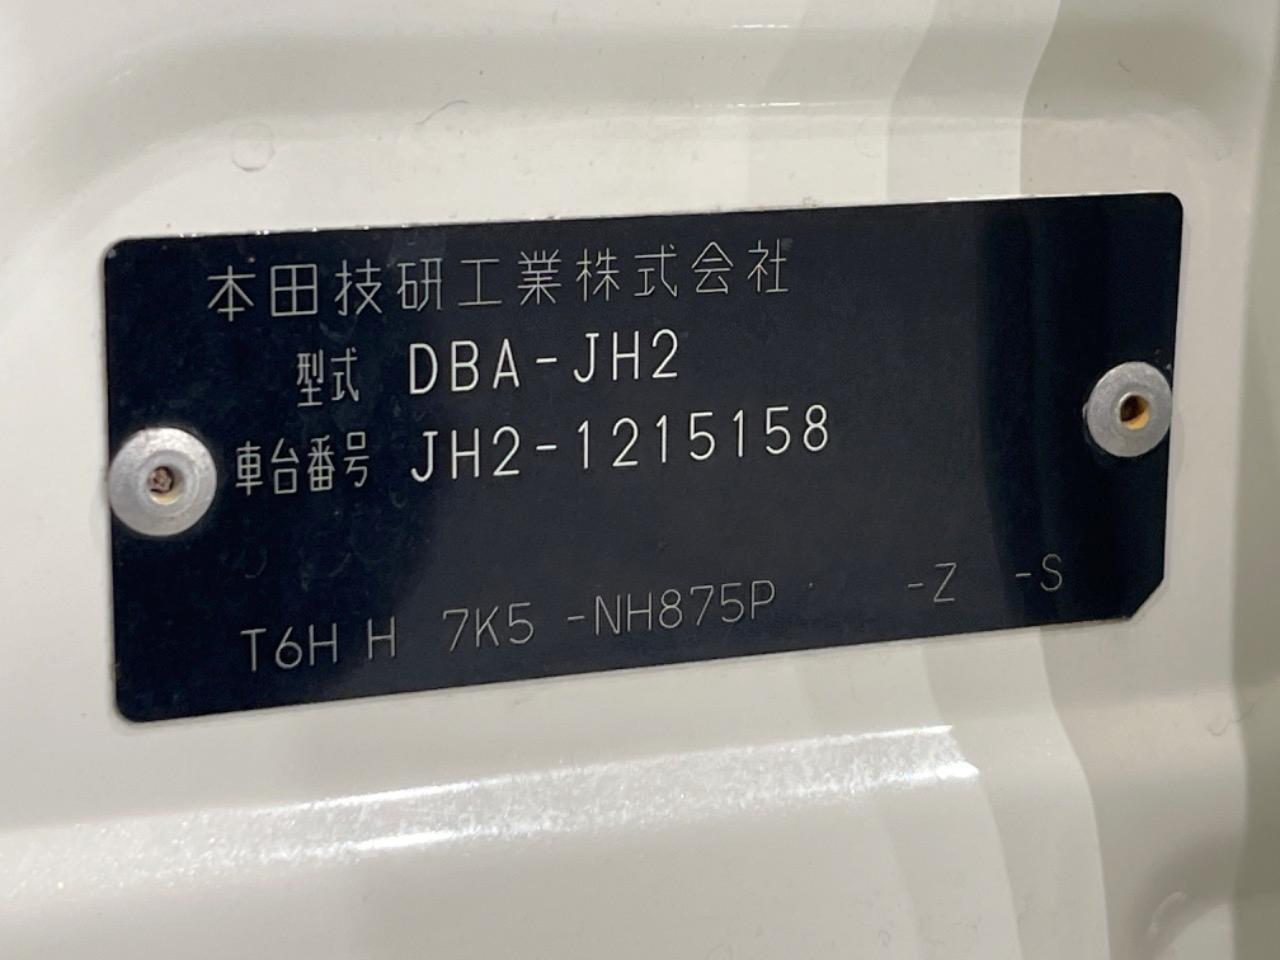 本田技研工業株式会社
型式 DBA-JH2
車台番号 JH2-1215158
T6H H 7K5 -NH875P -Z -S